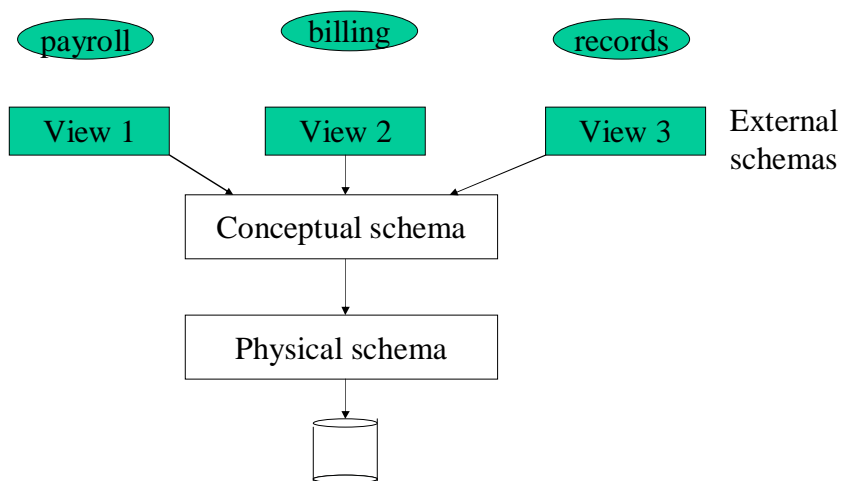 payroll
billing
records
View 1
View 2
View 3
External
schemas
Conceptual schema
Physical schema